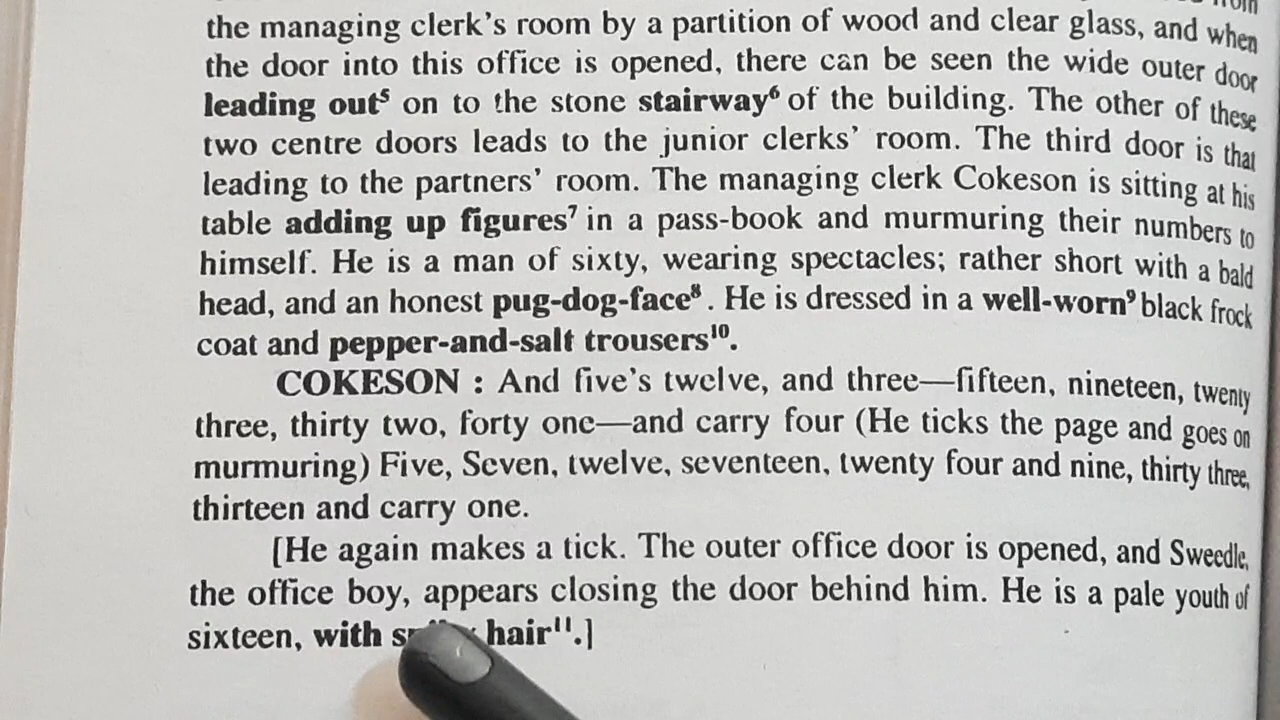 from
the managing clerk's room by a partition of wood and clear glass, and when
the door into this office is opened, there can be seen the wide outer door
leading out⁵ on to the stone stairway⁶ of the building. The other of these
two centre doors leads to the junior clerks' room. The third door is that
leading to the partners' room. The managing clerk Cokeson is sitting at his
table adding up figures⁷ in a pass-book and murmuring their numbers to
himself. He is a man of sixty, wearing spectacles; rather short with a bald
head, and an honest pug-dog-face⁸. He is dressed in a well-worn⁹ black frock
coat and pepper-and-salt trousers¹⁰.
COKESON : And five's twelve, and three—fifteen, nineteen, twenty
three, thirty two, forty one—and carry four (He ticks the page and goes on
murmuring) Five, Seven, twelve, seventeen, twenty four and nine, thirty three,
thirteen and carry one.
[He again makes a tick. The outer office door is opened, and Sweedle,
the office boy, appears closing the door behind him. He is a pale youth of
sixteen, with hair¹¹.]